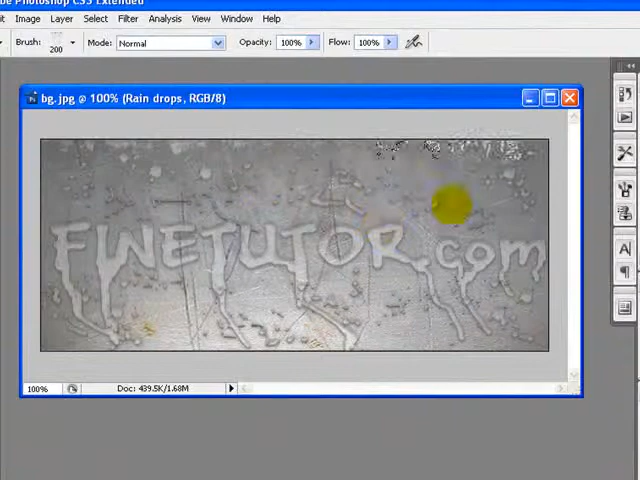 be Photoshop CS3 Extended
it Image Layer Select Filter Analysis View Window Help
Brush: 200 Mode: Normal Opacity: 100% Flow: 100%
bg.jpg @ 100% (Rain drops, RGB/8)
FINETUTOR.com
100% Doc: 439.5K/1.68M